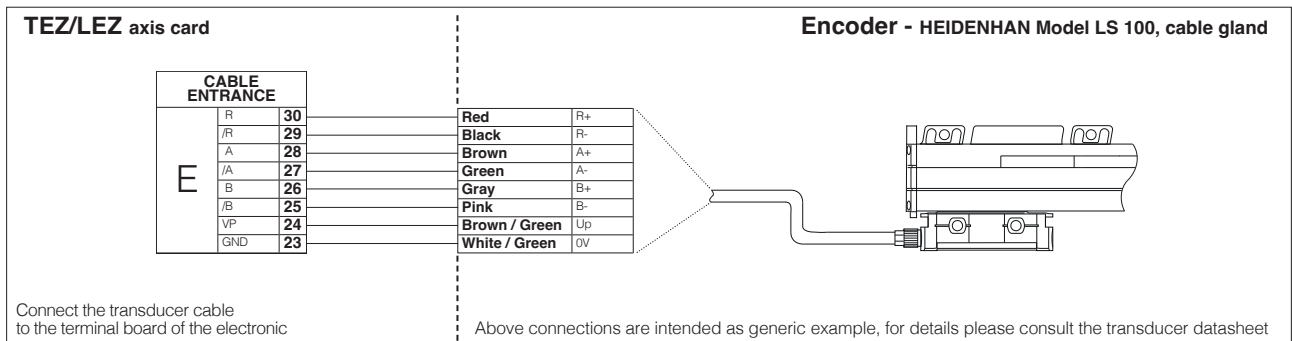 TEZ/LEZ axis card
Encoder - HEIDENHAN Model LS 100, cable gland
CABLE
ENTRANCE
E
R 30 Red R+
/R 29 Black R-
A 28 Brown A+
/A 27 Green A-
B 26 Gray B+
/B 25 Pink B-
VP 24 Brown / Green Up
GND 23 White / Green 0V
Connect the transducer cable
to the terminal board of the electronic
Above connections are intended as generic example, for details please consult the transducer datasheet